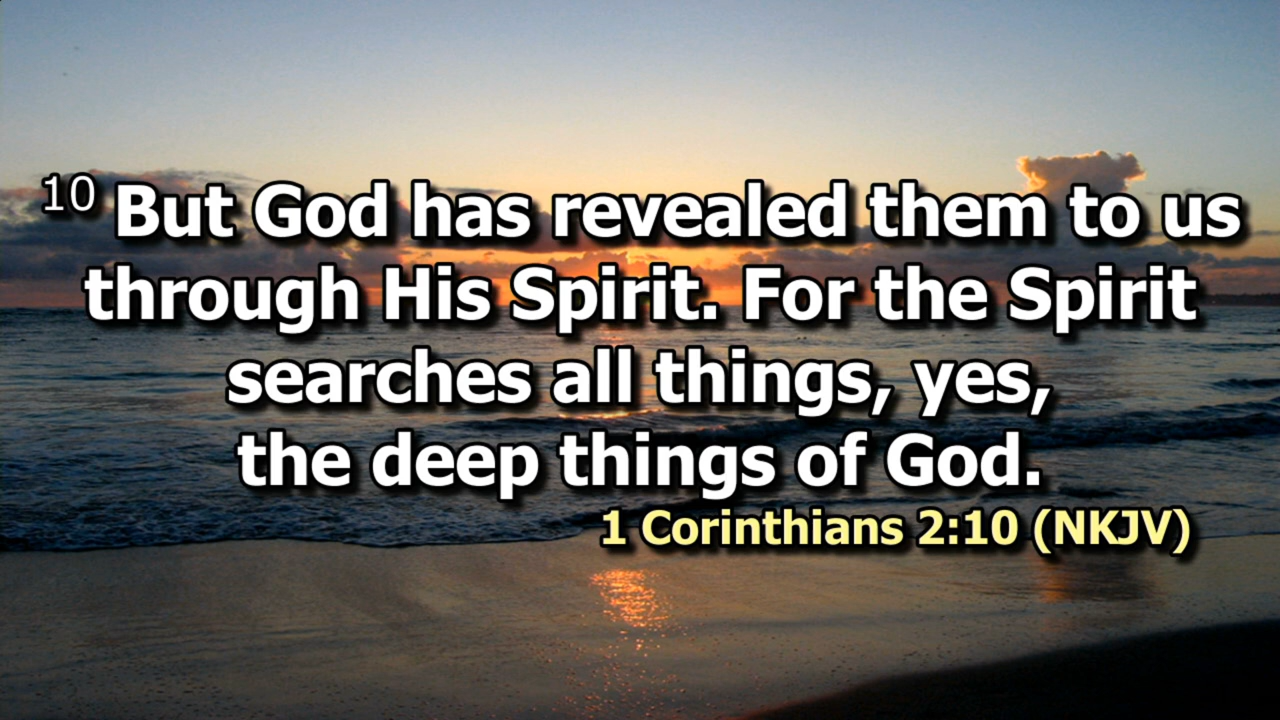 10 But God has revealed them to us
through His Spirit. For the Spirit
searches all things, yes,
the deep things of God.
1 Corinthians 2:10 (NKJV)